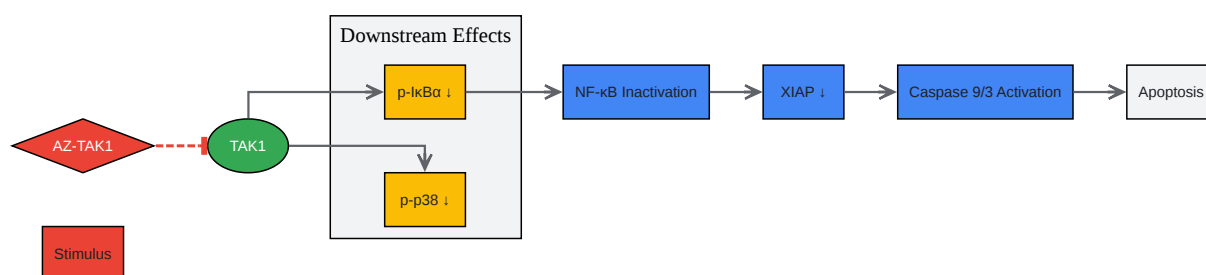 Downstream Effects
p-IκBα ↓
NF-κB Inactivation
XIAP ↓
Caspase 9/3 Activation
Apoptosis
AZ-TAK1
TAK1
p-p38 ↓
Stimulus